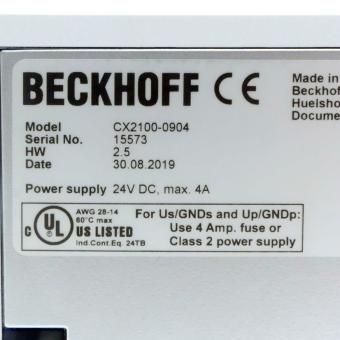 BECKHOFF CE
Made in
Beckhof
Huelsho
Docume
Model CX2100-0904
Serial No. 15573
HW 2.5
Date 30.08.2019
Power supply 24V DC, max. 4A
C UL US LISTED
AWG 28-14
60°C max
Ind.Cont.Eq. 24TB
For Us/GNDs and Up/GNDp:
Use 4 Amp. fuse or
Class 2 power supply